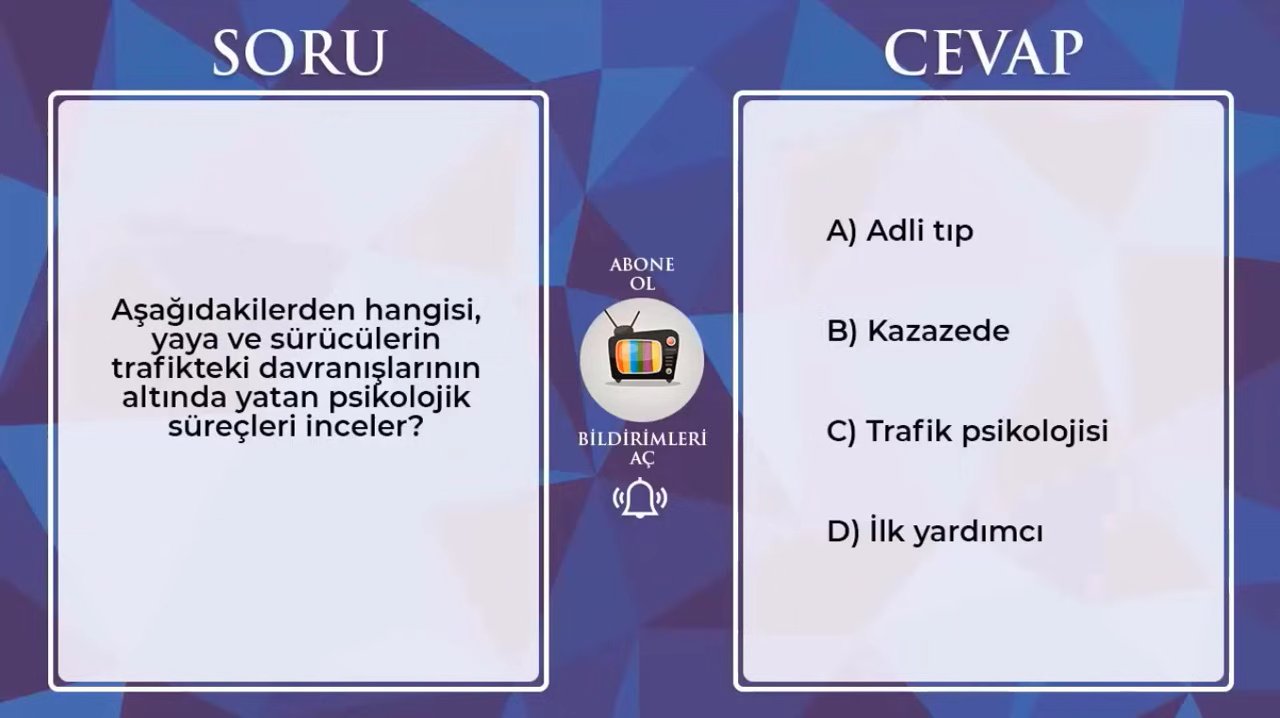 SORU
Aşağıdakilerden hangisi,
yaya ve sürücülerin
trafikteki davranışlarının
altında yatan psikolojik
süreçleri inceler?
ABONE
OL
BİLDİRİMLERİ
AÇ
CEVAP
A) Adli tıp
B) Kazazede
C) Trafik psikolojisi
D) İlk yardımcı